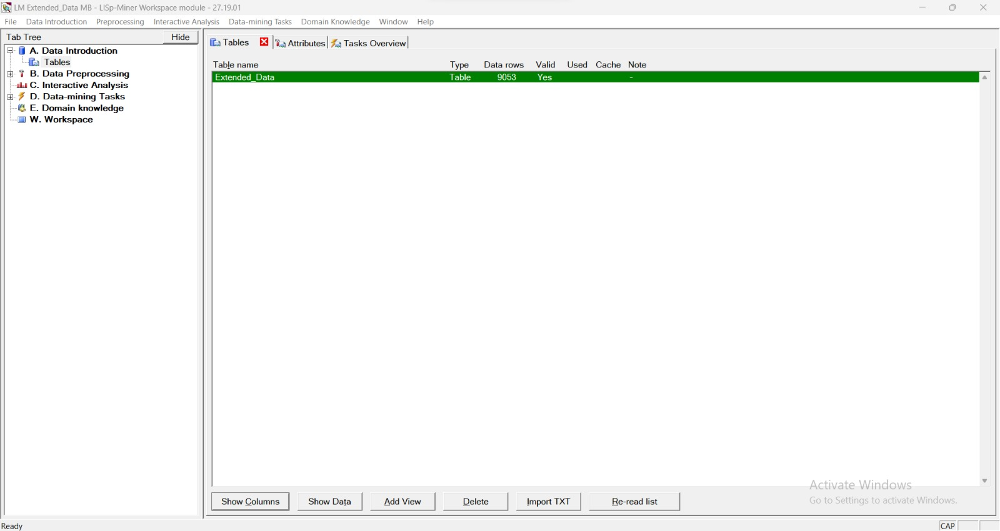 LM Extended_Data MB - LISp-Miner Workspace module - 27.19.01
File Data Introduction Preprocessing Interactive Analysis Data-mining Tasks Domain Knowledge Window Help
Tab Tree Hide
A. Data Introduction
Tables
B. Data Preprocessing
C. Interactive Analysis
D. Data-mining Tasks
E. Domain knowledge
W. Workspace
Tables Attributes Tasks Overview
Table name Type Data rows Valid Used Cache Note
Extended_Data Table 9053 Yes -
Show Columns Show Data Add View Delete Import TXT Re-read list
Activate Windows
Go to Settings to activate Windows.
Ready CAP